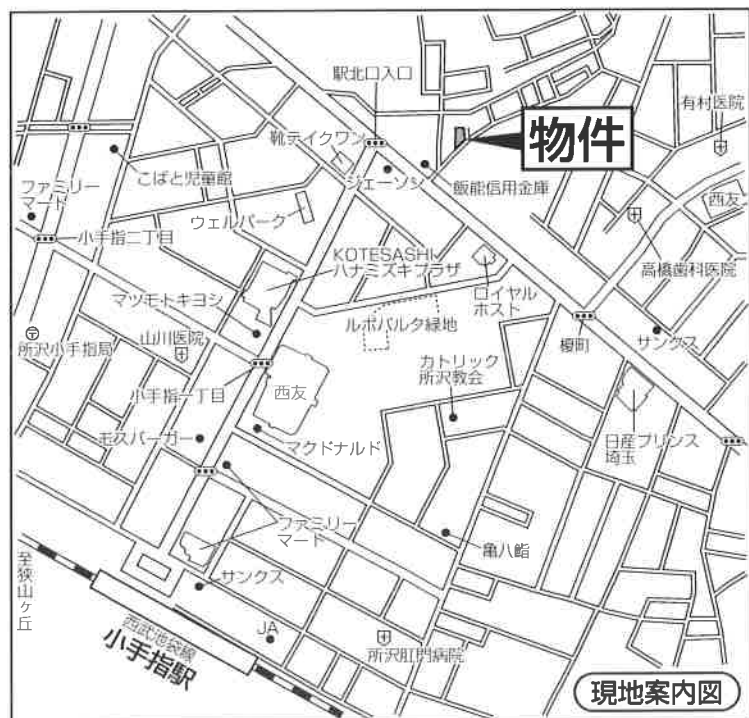 駅北口入口
有村医院
靴テイクワン
物件
こばと児童館
ジェーソン
飯能信用金庫
ファミリー
マート
ウェルパーク
西友
小手指二丁目
KOTESASHI
ハナミズキプラザ
高橋歯科医院
マツモトキヨシ
ロイヤル
ホスト
ルポバルタ緑地
所沢小手指局
山川医院
榎町
サンクス
カトリック
所沢教会
小手指一丁目
西友
モスバーガー
マクドナルド
日産プリンス
埼玉
ファミリー
マート
亀八鮨
至狭山ヶ丘
サンクス
西武池袋線
小手指駅
JA
所沢肛門病院
現地案内図